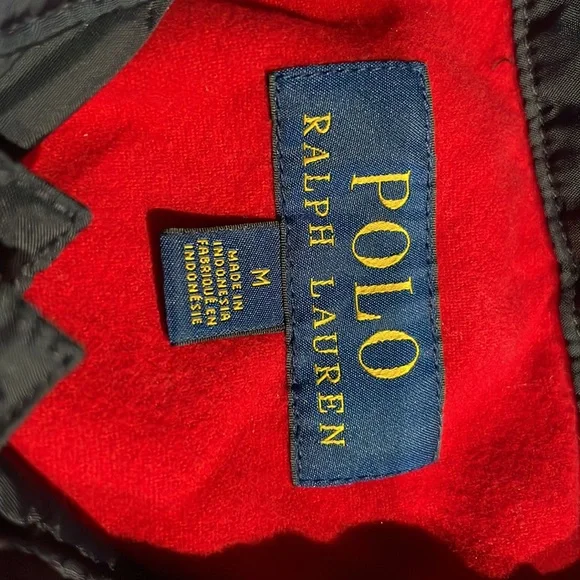 POLO
RALPH LAUREN
M
MADE IN
INDONESIA
FABRIQUÉ EN
INDONÉSIE